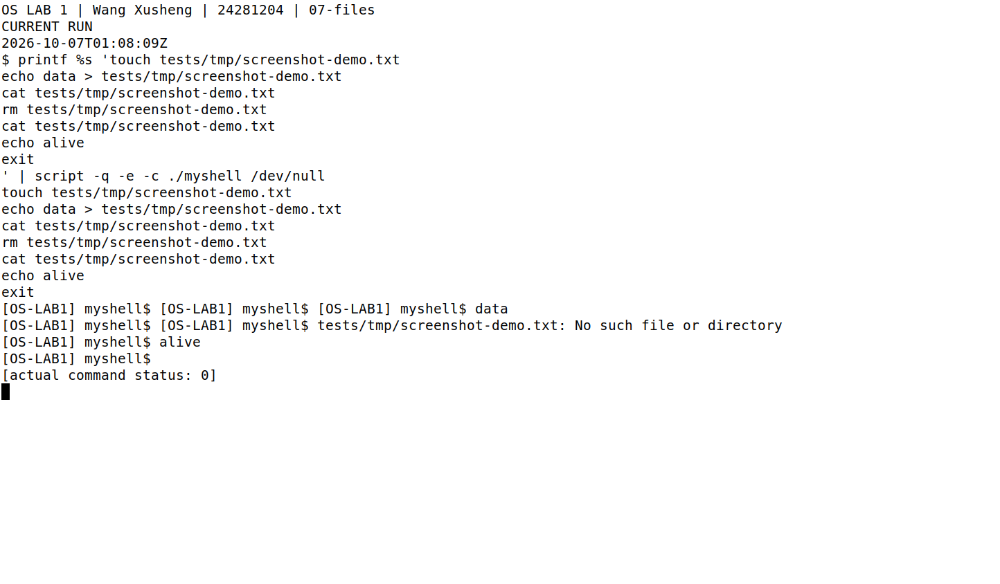 OS LAB 1 | Wang Xusheng | 24281204 | 07-files
CURRENT RUN
2026-10-07T01:08:09Z
$ printf %s 'touch tests/tmp/screenshot-demo.txt
echo data > tests/tmp/screenshot-demo.txt
cat tests/tmp/screenshot-demo.txt
rm tests/tmp/screenshot-demo.txt
cat tests/tmp/screenshot-demo.txt
echo alive
exit
' | script -q -e -c ./myshell /dev/null
touch tests/tmp/screenshot-demo.txt
echo data > tests/tmp/screenshot-demo.txt
cat tests/tmp/screenshot-demo.txt
rm tests/tmp/screenshot-demo.txt
cat tests/tmp/screenshot-demo.txt
echo alive
exit
[OS-LAB1] myshell$ [OS-LAB1] myshell$ [OS-LAB1] myshell$ data
[OS-LAB1] myshell$ [OS-LAB1] myshell$ tests/tmp/screenshot-demo.txt: No such file or directory
[OS-LAB1] myshell$ alive
[OS-LAB1] myshell$
[actual command status: 0]